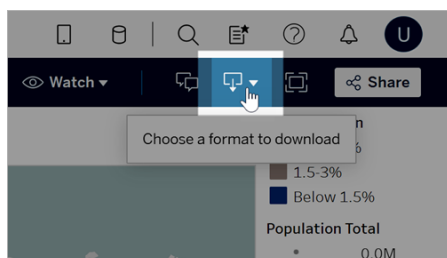 U
Watch
Share
Choose a format to download
n
%
1.5-3%
Below 1.5%
Population Total
0.0M